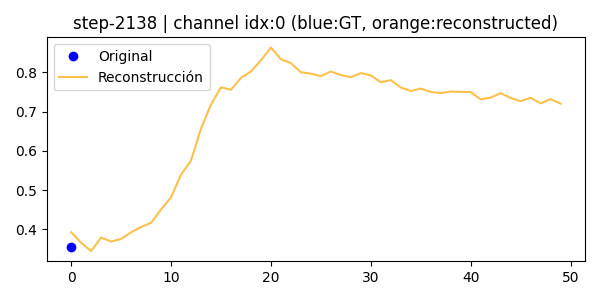 step-2138 | channel idx:0 (blue:GT, orange:reconstructed)
Original
Reconstrucción
0.8
0.7
0.6
0.5
0.4
0 10 20 30 40 50